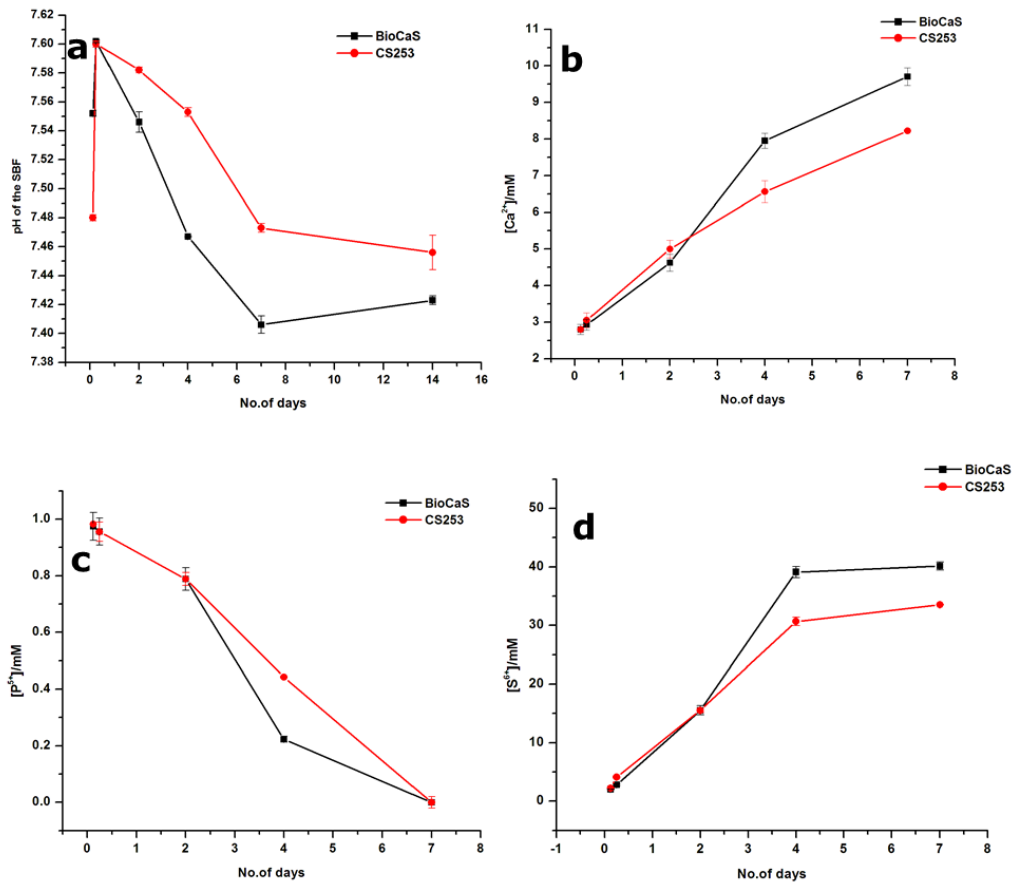 a
BioCaS
CS253
7.62
7.60
7.58
7.56
7.54
7.52
7.50
7.48
7.46
7.44
7.42
7.40
7.38
pH of the SBF
0 2 4 6 8 10 12 14 16
No.of days
b
BioCaS
CS253
10
9
8
7
6
5
4
3
2
[Ca²⁺]/mM
0 1 2 3 4 5 6 7 8
No.of days
c
BioCaS
CS253
1.0
0.8
0.6
0.4
0.2
0.0
[P⁵⁺]/mM
0 1 2 3 4 5 6 7 8
No.of days
d
BioCaS
CS253
50
40
30
20
10
0
[S⁶⁺]/mM
-1 0 1 2 3 4 5 6 7 8
No.of days